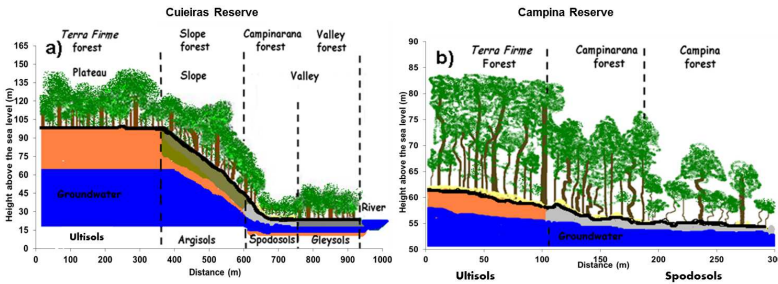 Cuieiras Reserve
a)
Terra Firme
forest
Slope
forest
Campinarana
forest
Valley
forest
Plateau
Slope
Valley
Height above the sea level (m)
165
150
135
120
105
90
75
60
45
30
15
0
Groundwater
River
Ultisols
Argisols
Spodosols
Gleysols
0 100 200 300 400 500 600 700 800 900 1000
Distance (m)
Campina Reserve
b)
Terra Firme
Forest
Campinarana
forest
Campina
forest
Height above the sea level (m)
90
85
80
75
70
65
60
55
50
Groundwater
0 50 100 150 200 250 300
Distance (m)
Ultisols
Spodosols